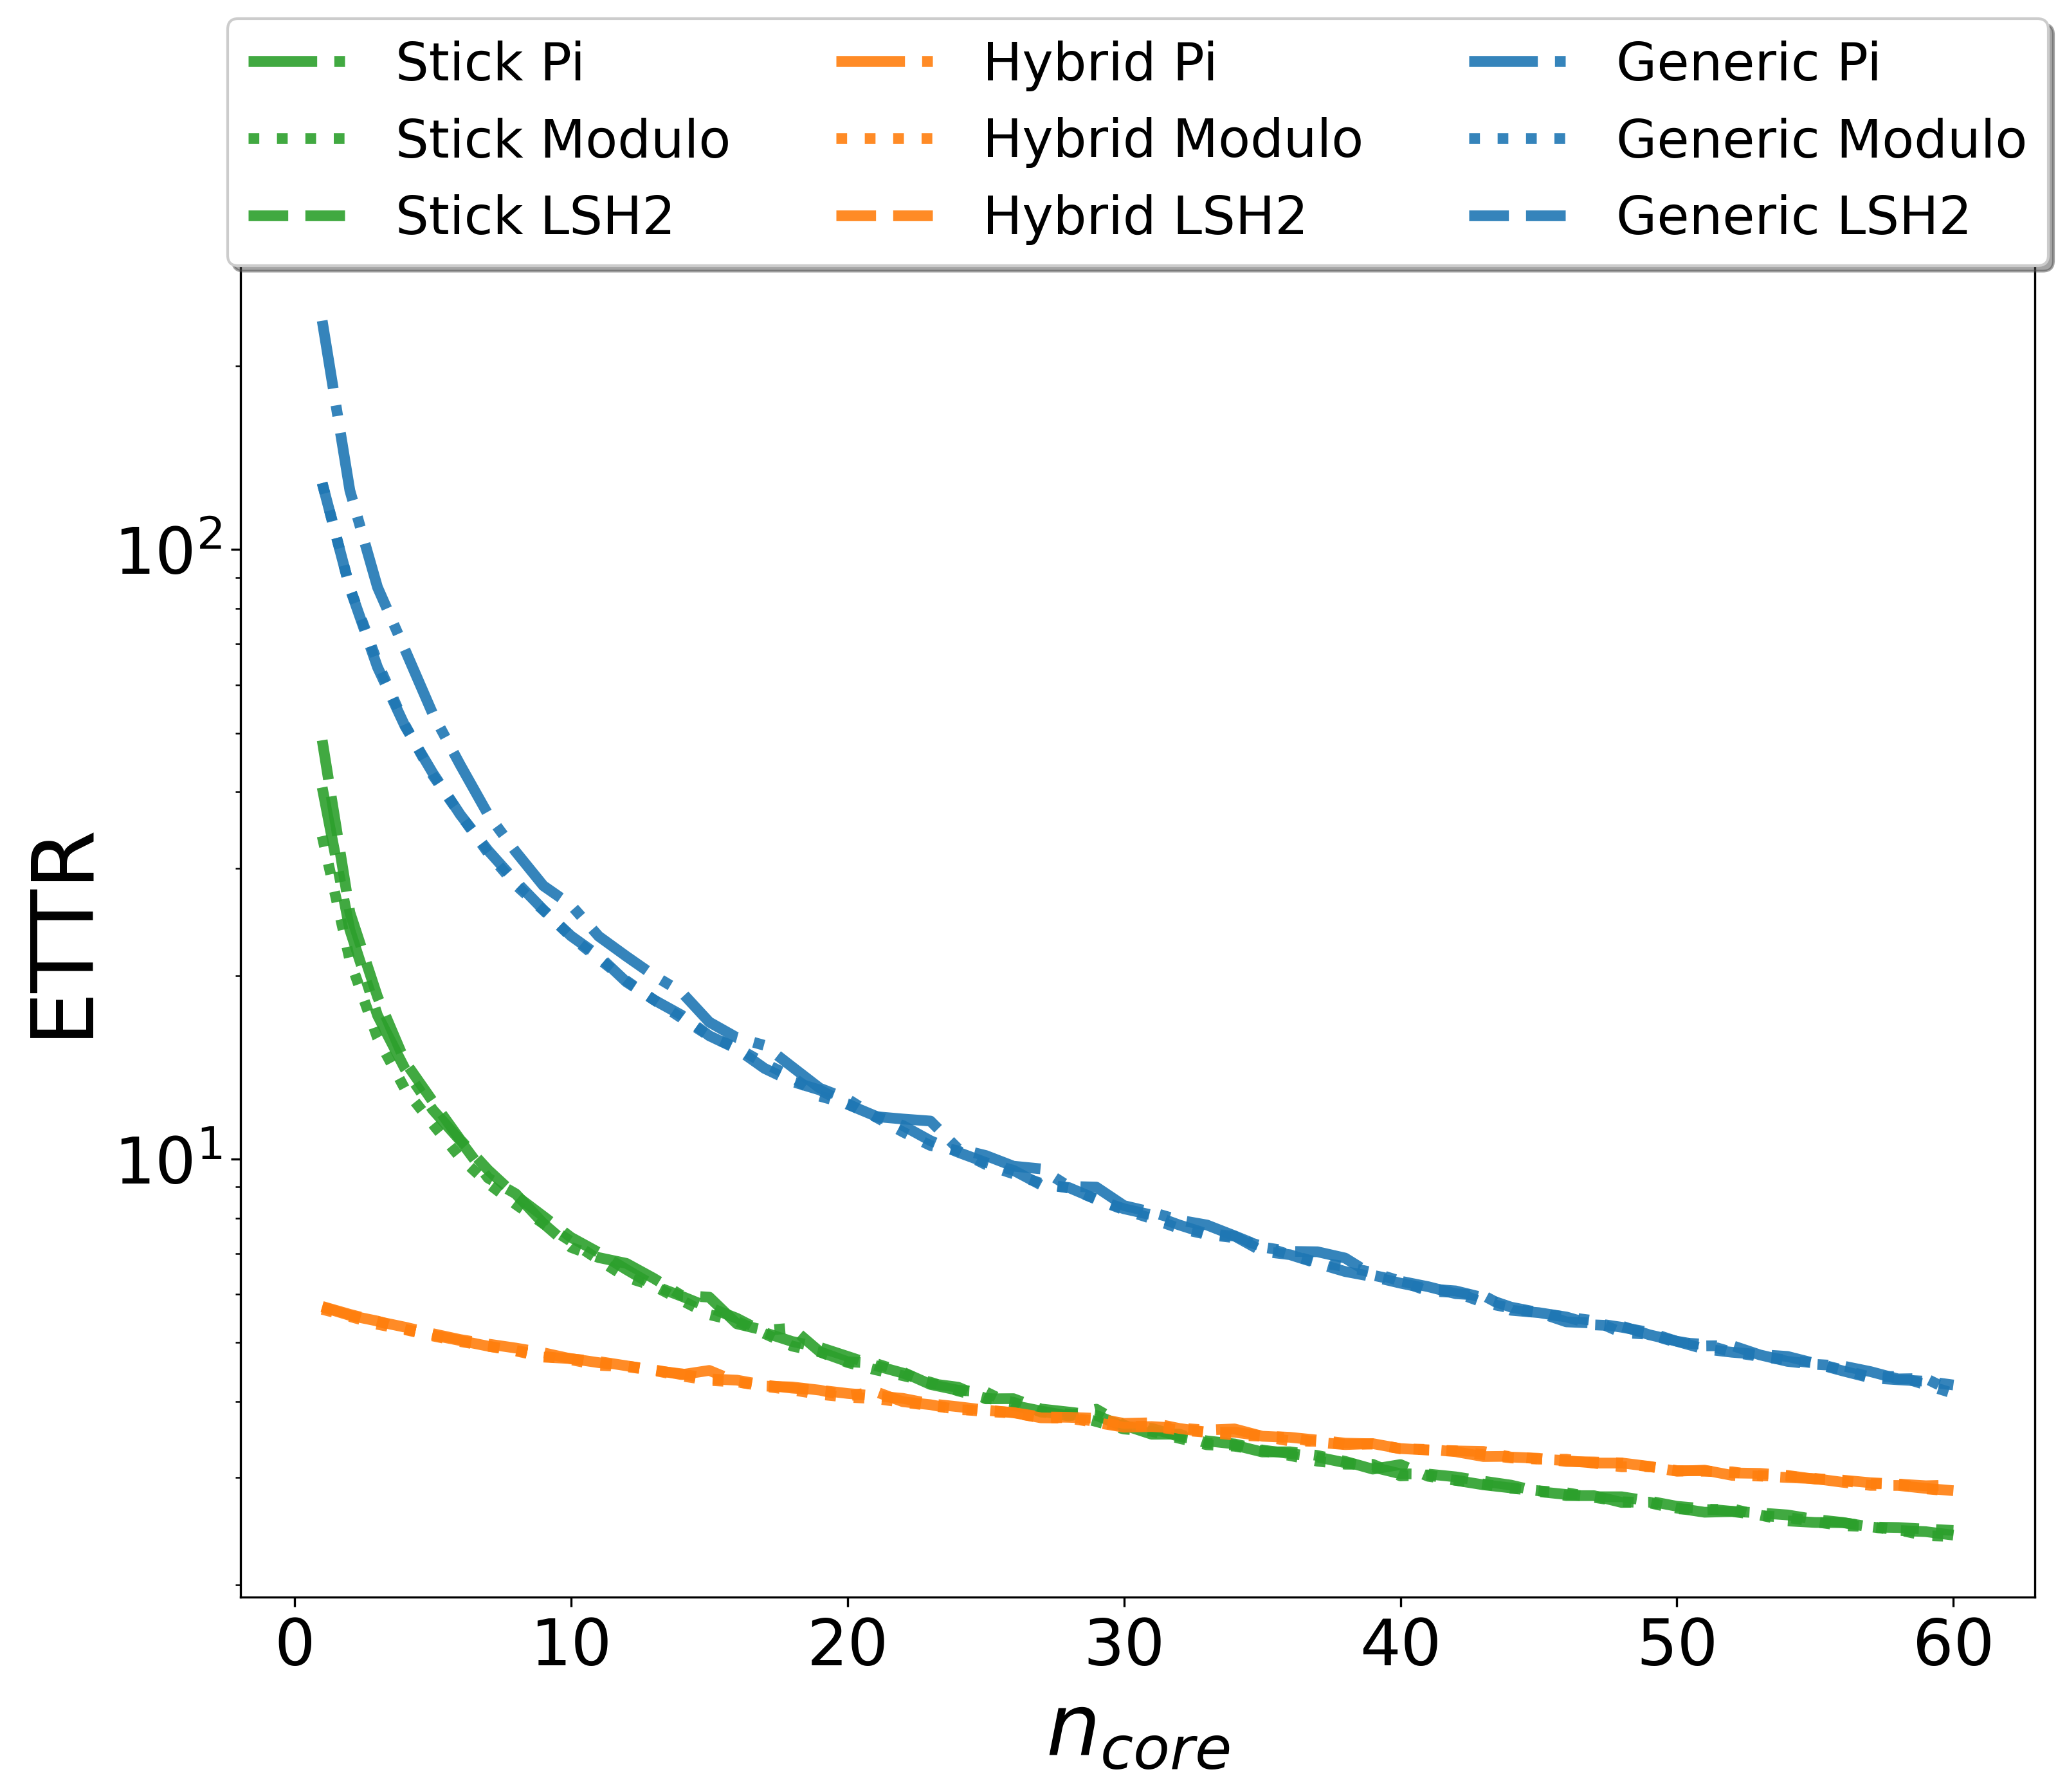 Stick Pi
Stick Modulo
Stick LSH2
Hybrid Pi
Hybrid Modulo
Hybrid LSH2
Generic Pi
Generic Modulo
Generic LSH2
ETTR
10²
10¹
0 10 20 30 40 50 60
n_core